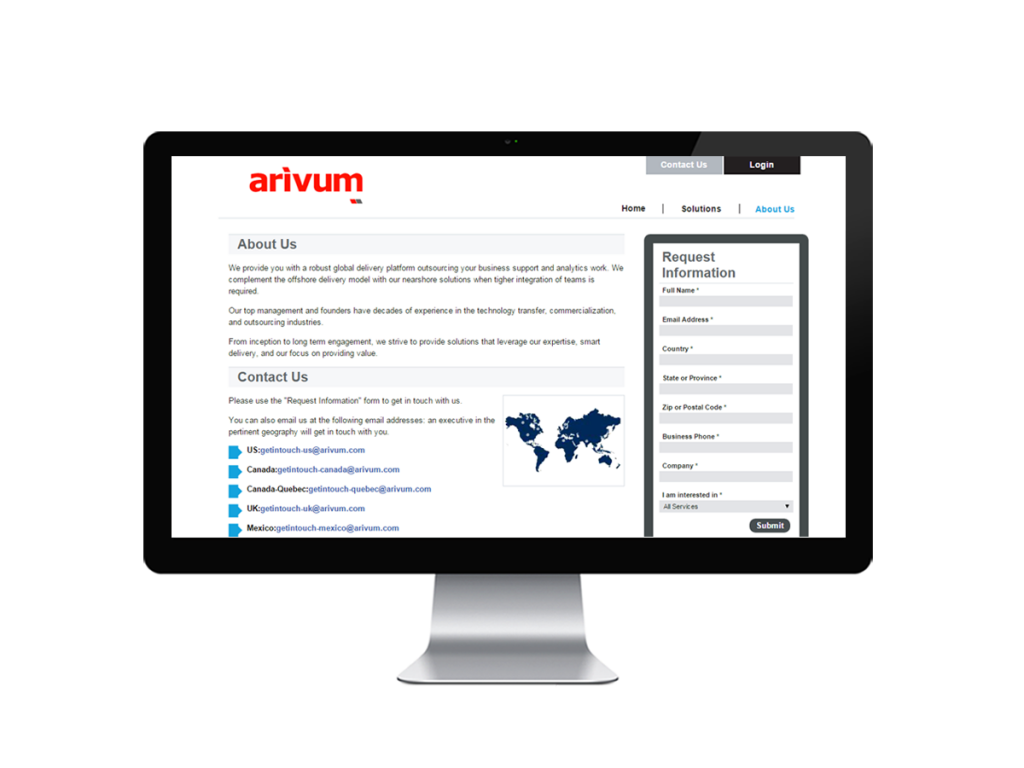 Contact Us
Login
arìvum
Home | Solutions | About Us
About Us
We provide you with a robust global delivery platform outsourcing your business support and analytics work. We
complement the offshore delivery model with our nearshore solutions when tigher integration of teams is
required.
Our top management and founders have decades of experience in the technology transfer, commercialization,
and outsourcing industries.
From inception to long term engagement, we strive to provide solutions that leverage our expertise, smart
delivery, and our focus on providing value.
Contact Us
Please use the "Request Information" form to get in touch with us.
You can also email us at the following email addresses: an executive in the
pertinent geography will get in touch with you.
US:getintouch-us@arivum.com
Canada:getintouch-canada@arivum.com
Canada-Quebec:getintouch-quebec@arivum.com
UK:getintouch-uk@arivum.com
Mexico:getintouch-mexico@arivum.com
Request
Information
Full Name *
Email Address *
Country *
State or Province *
Zip or Postal Code *
Business Phone *
Company *
I am interested in *
All Services
Submit